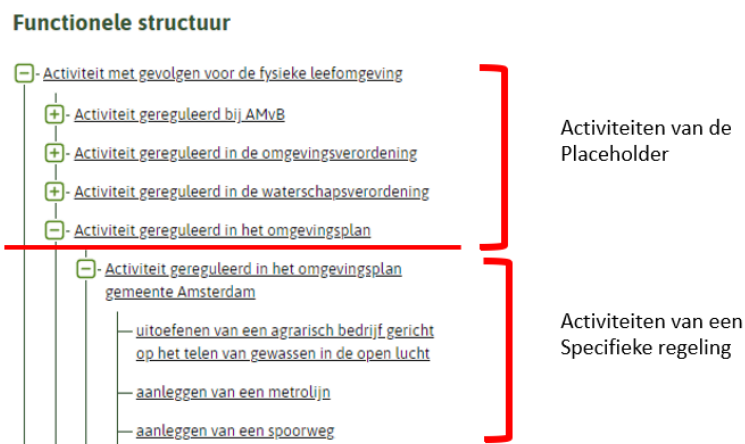 Functionele structuur
Activiteit met gevolgen voor de fysieke leefomgeving
Activiteit gereguleerd bij AMvB
Activiteit gereguleerd in de omgevingsverordening
Activiteit gereguleerd in de waterschapsverordening
Activiteit gereguleerd in het omgevingsplan
Activiteit gereguleerd in het omgevingsplan
gemeente Amsterdam
uitoefenen van een agrarisch bedrijf gericht
op het telen van gewassen in de open lucht
aanleggen van een metrolijn
aanleggen van een spoorweg
Activiteiten van de
Placeholder
Activiteiten van een
Specifieke regeling